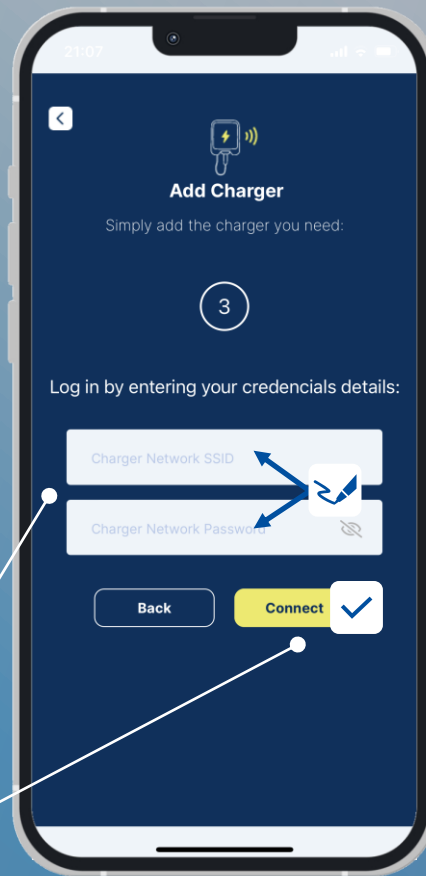 21:07
Add Charger
Simply add the charger you need:
3
Log in by entering your credencials details:
Charger Network SSID
Charger Network Password
Back
Connect